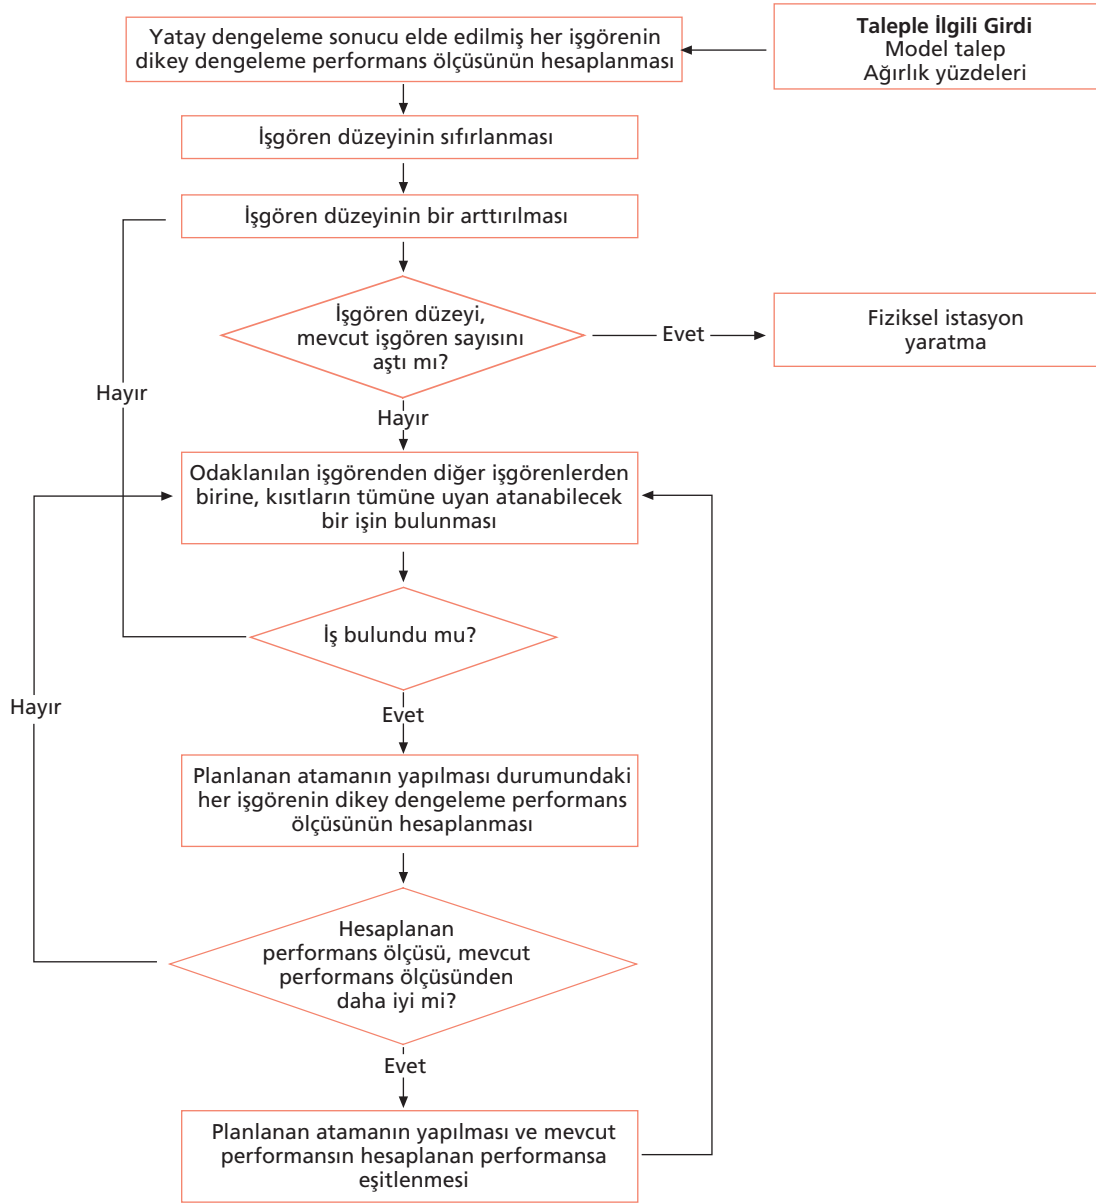 Yatay dengeleme sonucu elde edilmiş her işgörenin
dikey dengeleme performans ölçüsünün hesaplanması
Taleple İlgili Girdi
Model talep
Ağırlık yüzdeleri
İşgören düzeyinin sıfırlanması
İşgören düzeyinin bir arttırılması
İşgören düzeyi,
mevcut işgören sayısını
aştı mı?
Evet
Fiziksel istasyon
yaratma
Hayır
Hayır
Odaklanılan işgörenden diğer işgörenlerden
birine, kısıtların tümüne uyan atanabilecek
bir işin bulunması
İş bulundu mu?
Hayır
Evet
Planlanan atamanın yapılması durumundaki
her işgörenin dikey dengeleme performans
ölçüsünün hesaplanması
Hesaplanan
performans ölçüsü, mevcut
performans ölçüsünden
daha iyi mi?
Evet
Planlanan atamanın yapılması ve mevcut
performansın hesaplanan performansa
eşitlenmesi